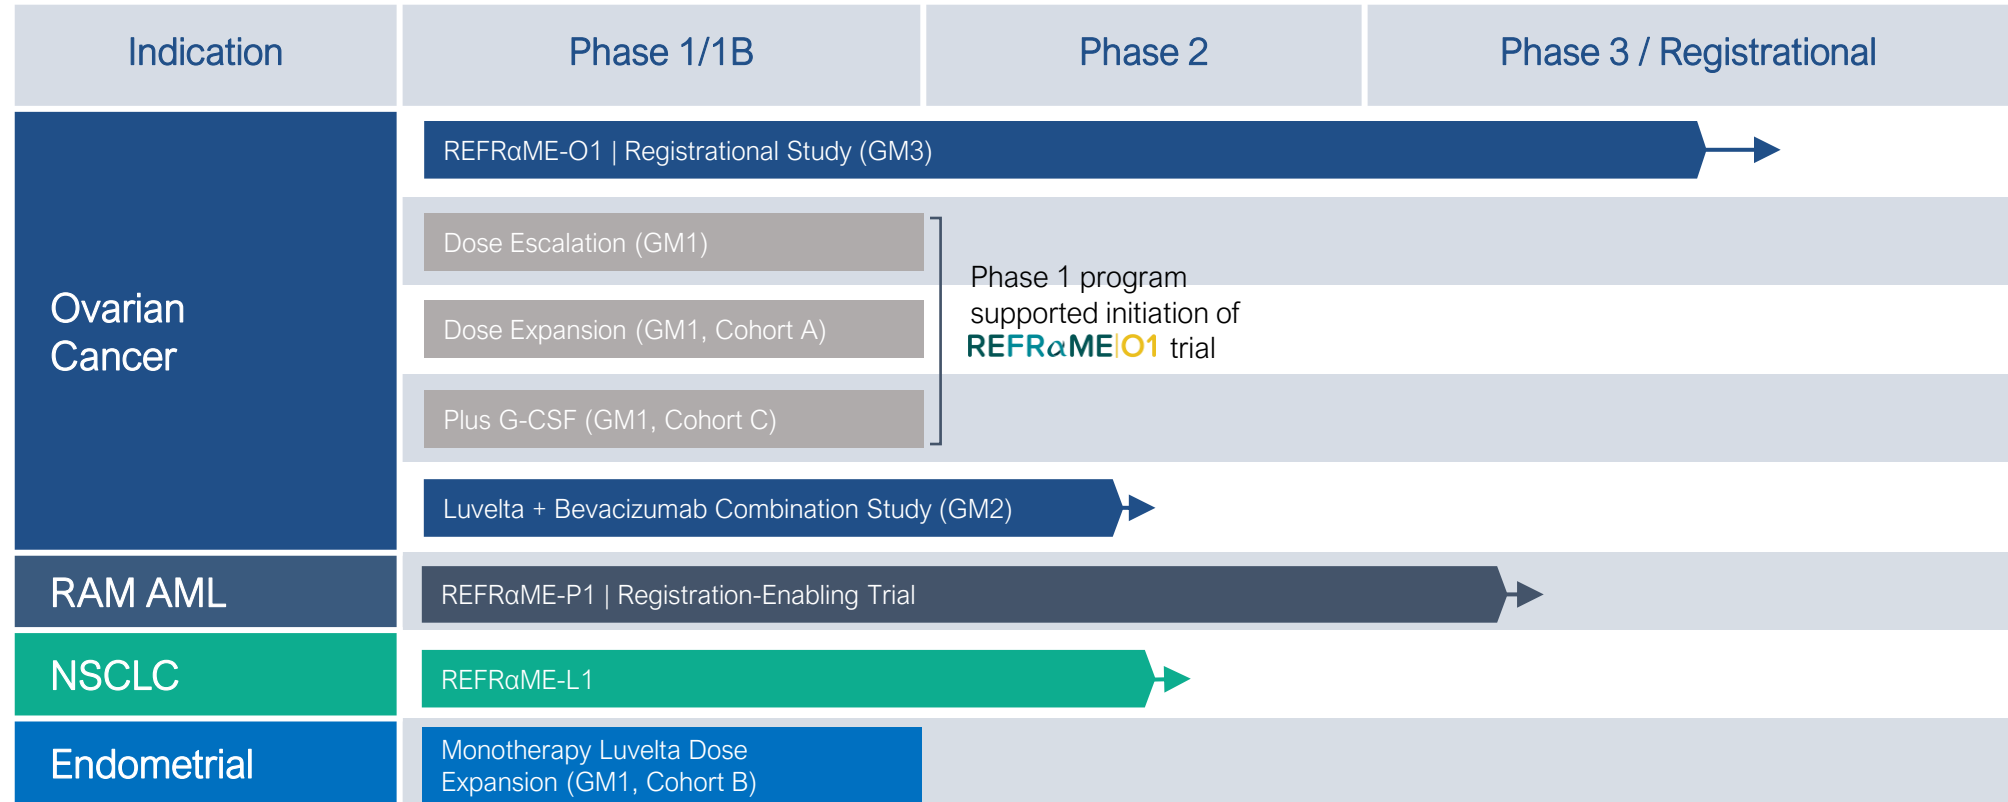 Indication
Phase 1/1B
Phase 2
Phase 3 / Registrational
Ovarian
Cancer
REFRαME-O1 | Registrational Study (GM3)
Dose Escalation (GM1)
Dose Expansion (GM1, Cohort A)
Plus G-CSF (GM1, Cohort C)
Phase 1 program
supported initiation of
REFRαME|O1 trial
Luvelta + Bevacizumab Combination Study (GM2)
RAM AML
REFRαME-P1 | Registration-Enabling Trial
NSCLC
REFRαME-L1
Endometrial
Monotherapy Luvelta Dose
Expansion (GM1, Cohort B)